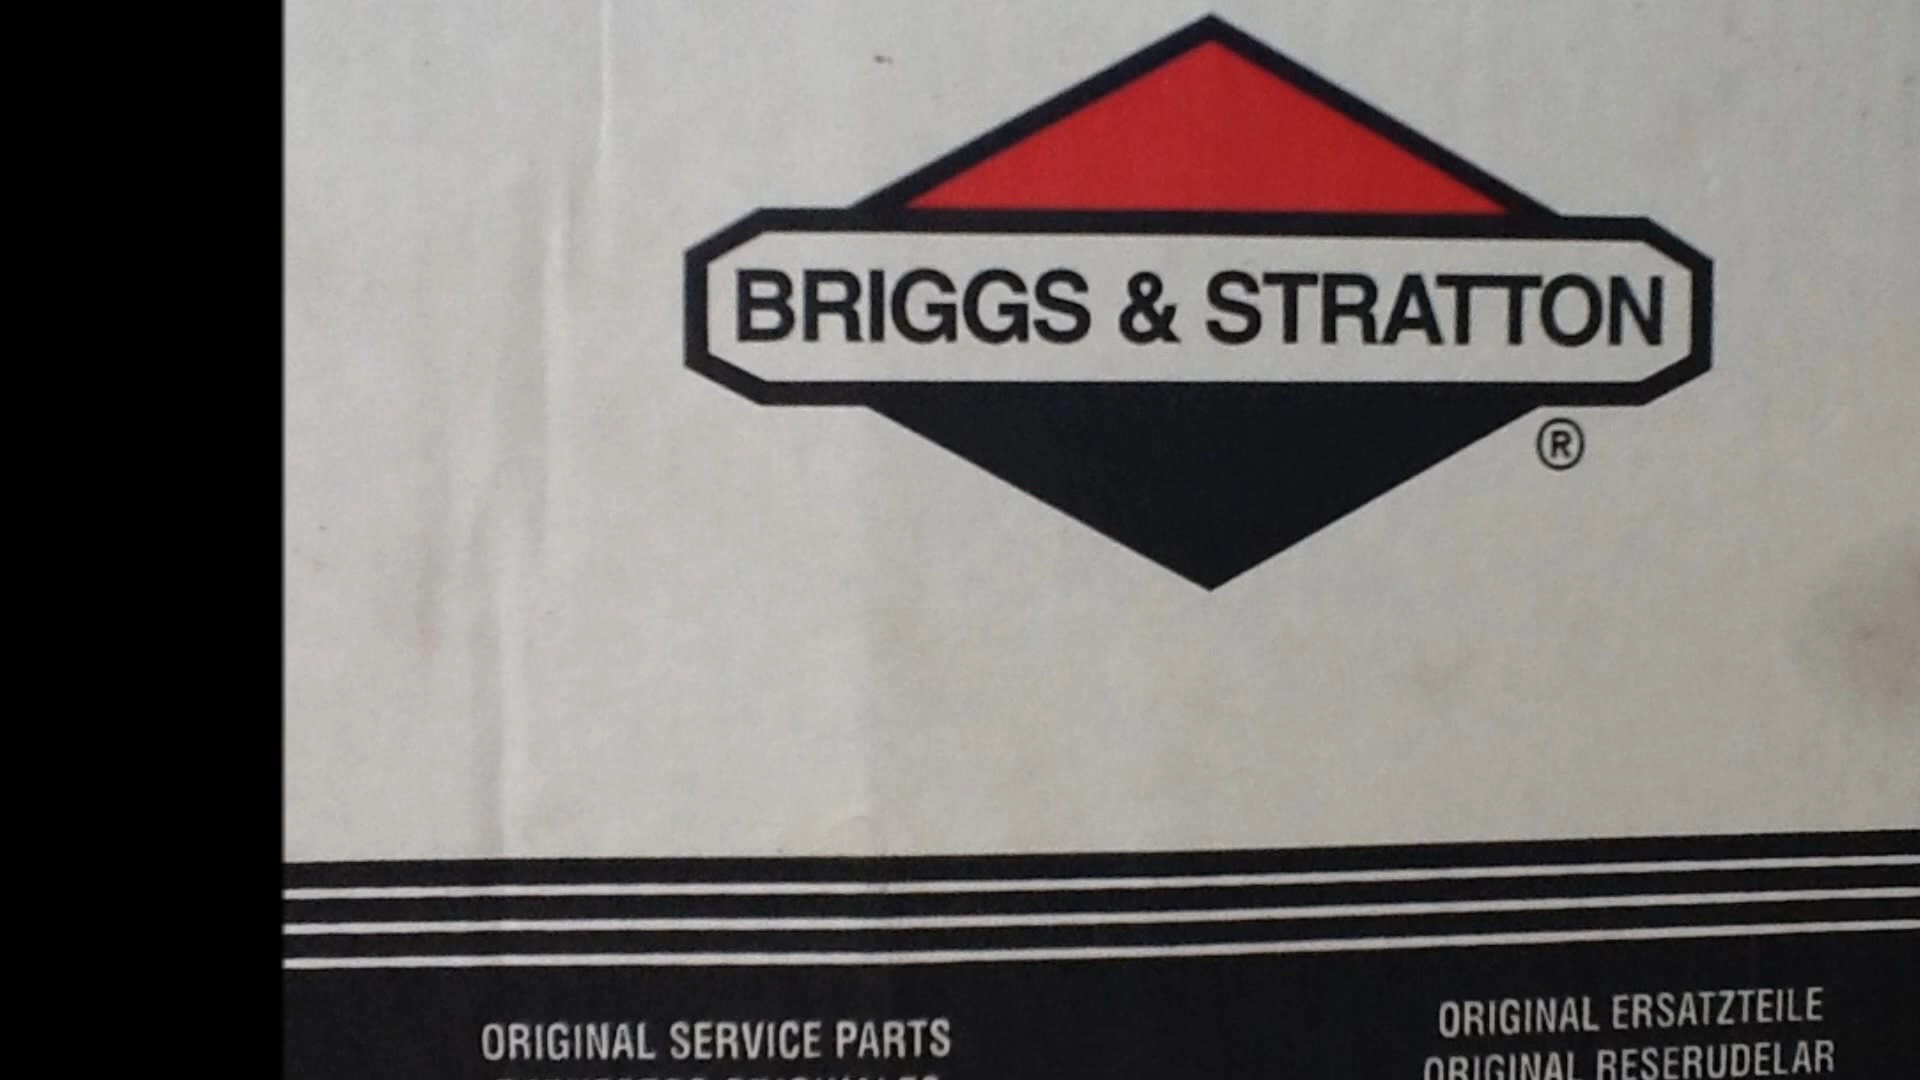 BRIGGS & STRATTON
®
ORIGINAL SERVICE PARTS
ORIGINAL ERSATZTEILE
ORIGINAL RESERUDELAR